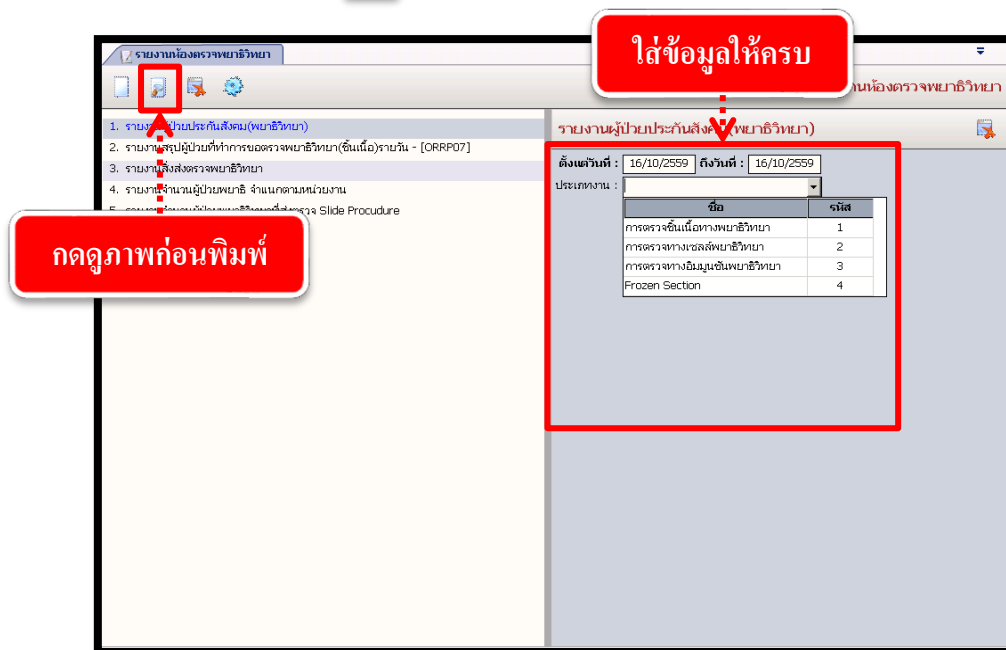 ใส่ข้อมูลให้ครบ
รายงานห้องตรวจพยาธิวิทยา
านห้องตรวจพยาธิวิทยา
1. รายงาน ป่วยประกันสังคม(พยาธิวิทยา)
2. รายงานสรุปผู้ป่วยที่ทำการขอตรวจพยาธิวิทยา(ชิ้นเนื้อ)รายวัน - [ORRP07]
3. รายงานสิ่งส่งตรวจพยาธิวิทยา
4. รายงานจำนวนผู้ป่วยพยาธิ จำแนกตามหน่วยงาน
5. Slide Procudure
กดดูภาพก่อนพิมพ์
รายงานผู้ป่วยประกันสังคม(พยาธิวิทยา)
ตั้งแต่วันที่ : 16/10/2559 ถึงวันที่ : 16/10/2559
ประเภทงาน :
ชื่อ รหัส
การตรวจชิ้นเนื้อทางพยาธิวิทยา 1
การตรวจทางเซลล์พยาธิวิทยา 2
การตรวจทางอิมมูนชันพยาธิวิทยา 3
Frozen Section 4